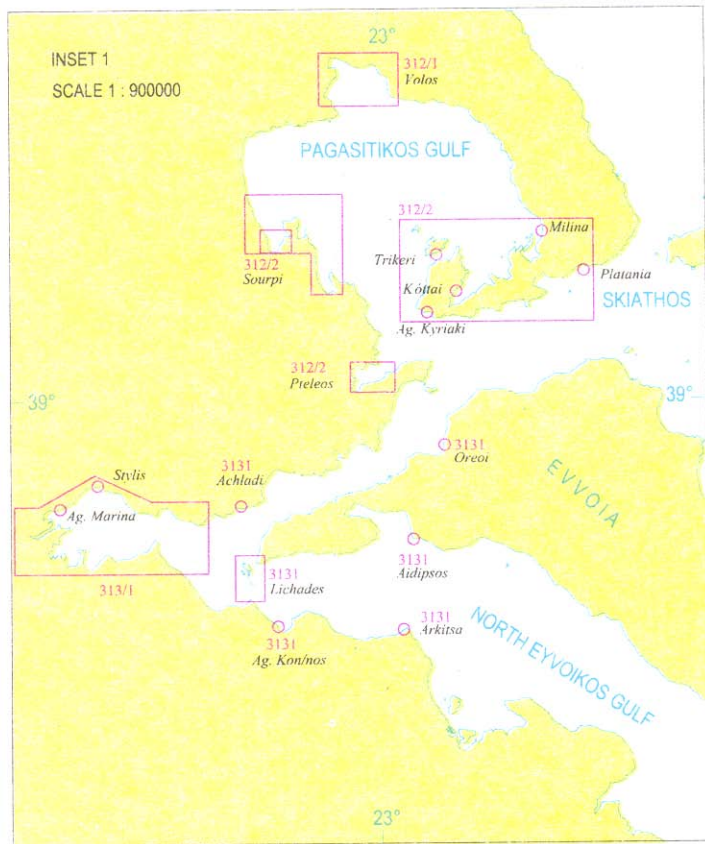 23°
INSET 1
SCALE 1 : 900000
312/1
Volos
PAGASITIKOS GULF
312/2
Milina
Trikeri
312/2
Sourpi
Platania
Kóttai
SKIATHOS
Ag. Kyriaki
312/2
Pteleos
39°
39°
3131
Oreoi
3131
Achladi
Stylis
EVVOIA
Ag. Marina
3131
Aidipsos
3131
Lichades
313/1
3131
Arkitsa
NORTH EYVOIKOS GULF
3131
Ag. Kon/nos
23°